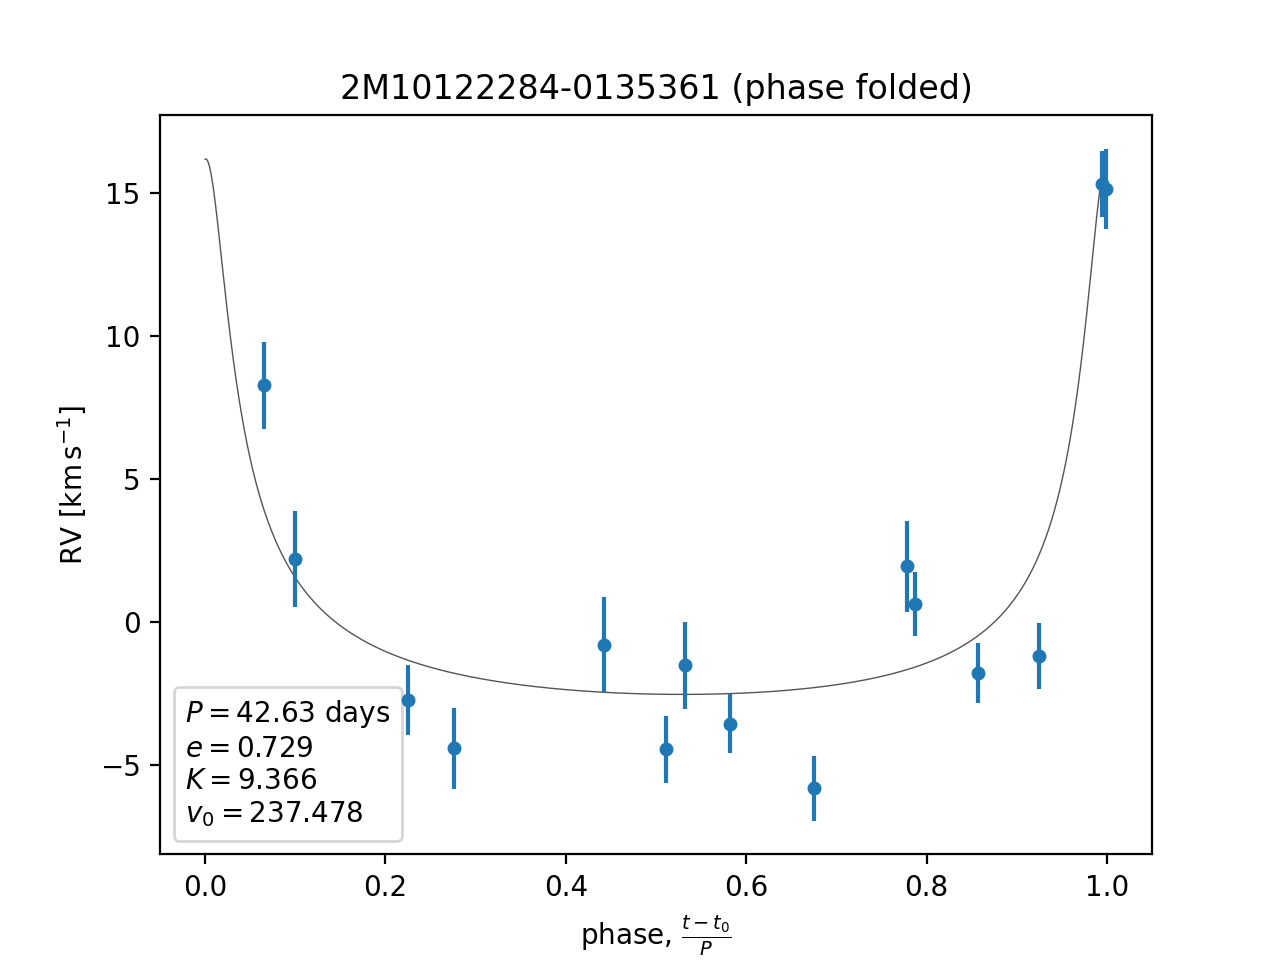 2M10122284-0135361 (phase folded)
RV [km s⁻¹]
15
10
5
0
−5
P = 42.63 days
e = 0.729
K = 9.366
v₀ = 237.478
0.0 0.2 0.4 0.6 0.8 1.0
phase, (t − t₀)/P